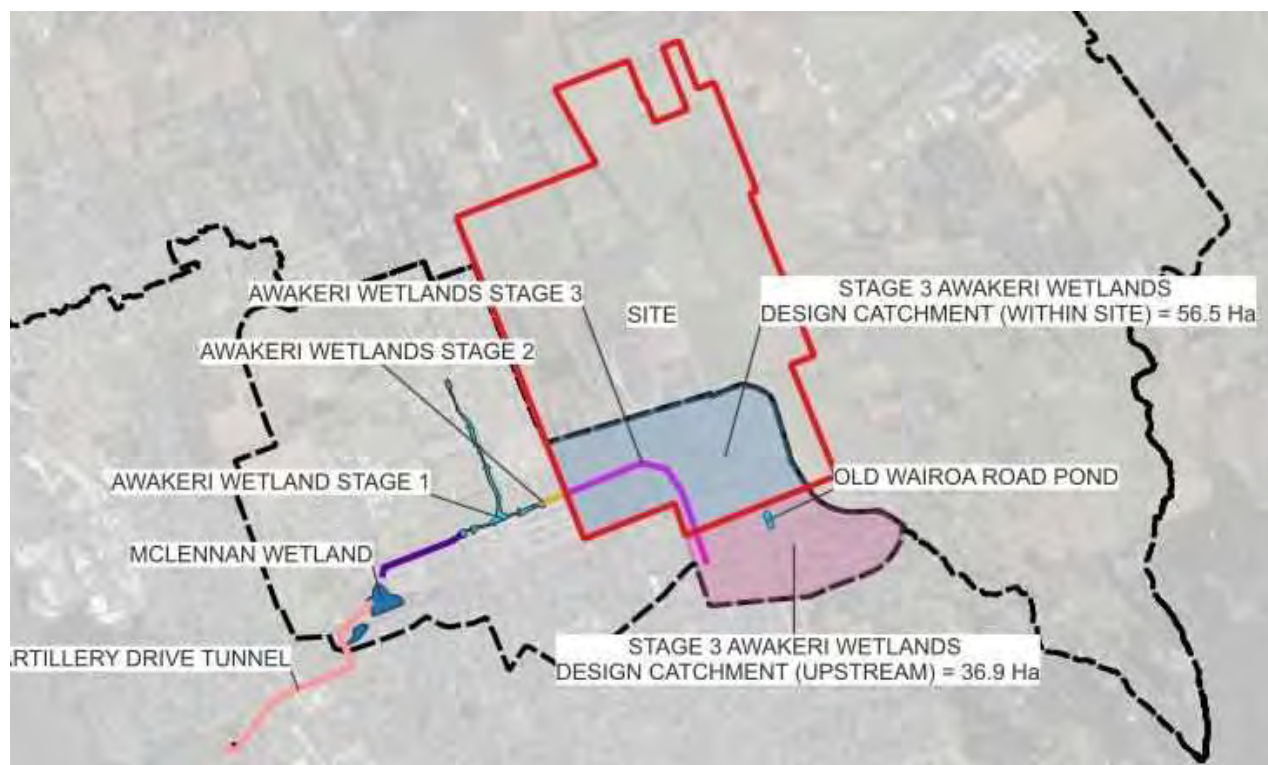 AWAKERI WETLANDS STAGE 3
STAGE 3 AWAKERI WETLANDS
DESIGN CATCHMENT (WITHIN SITE) = 56.5 Ha
SITE
AWAKERI WETLANDS STAGE 2
AWAKERI WETLAND STAGE 1
OLD WAIROA ROAD POND
MCLENNAN WETLAND
STAGE 3 AWAKERI WETLANDS
DESIGN CATCHMENT (UPSTREAM) = 36.9 Ha
RTILLERY DRIVE TUNNEL